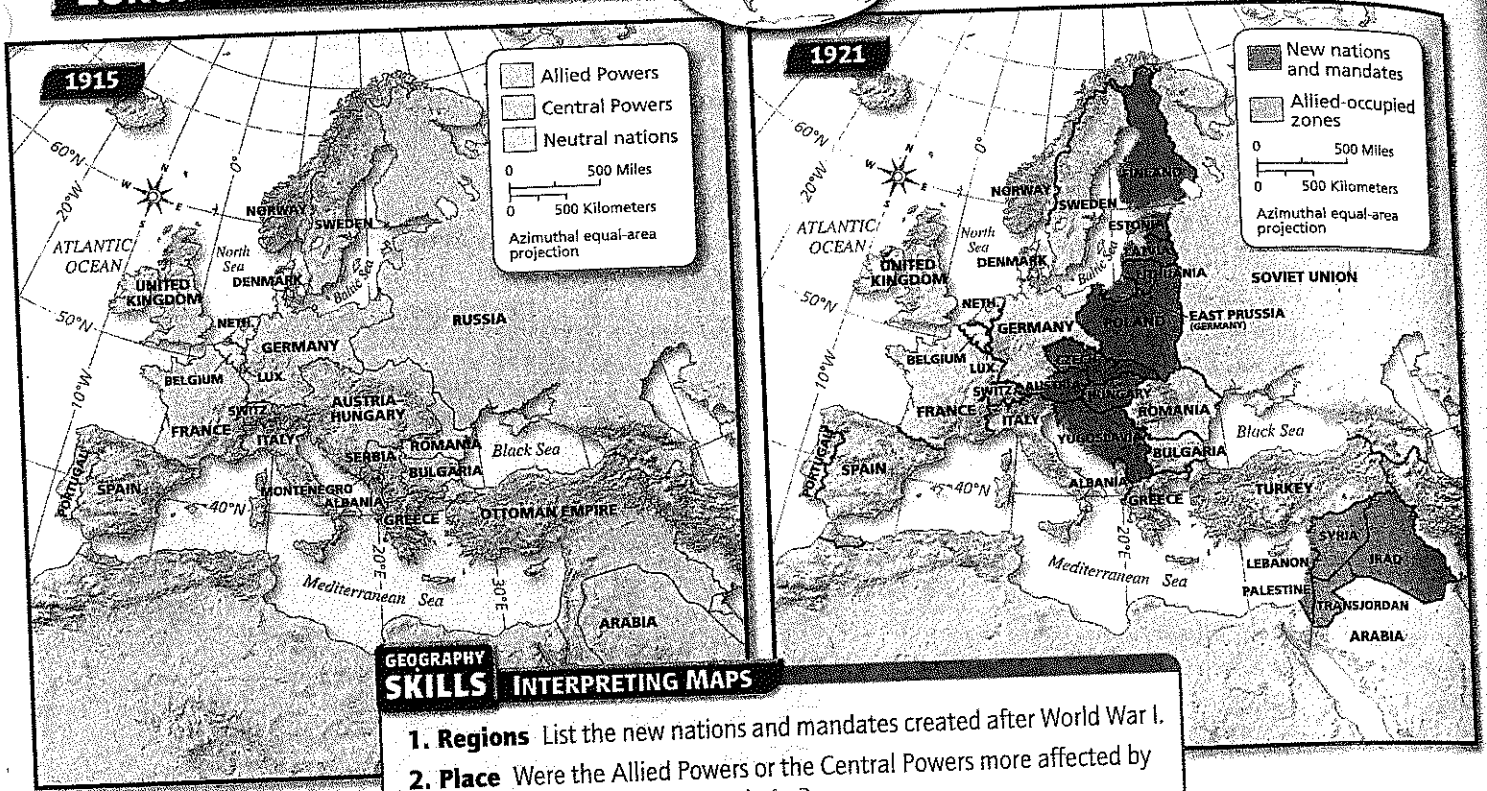 1915
Allied Powers
Central Powers
Neutral nations
0 500 Miles
0 500 Kilometers
Azimuthal equal-area
projection
60°N
20°W
0°
N
W
E
S
ATLANTIC
OCEAN
NORWAY
SWEDEN
North
Sea
DENMARK
Baltic Sea
UNITED
KINGDOM
50°N
NETH.
GERMANY
RUSSIA
BELGIUM
LUX.
10°W
SWITZ.
AUSTRIA-
HUNGARY
FRANCE
ITALY
ROMANIA
SERBIA
BULGARIA
Black Sea
PORTUGAL
SPAIN
40°N
MONTENEGRO
ALBANIA
GREECE
OTTOMAN EMPIRE
20°E
30°E
Mediterranean Sea
ARABIA
1921
New nations
and mandates
Allied-occupied
zones
0 500 Miles
0 500 Kilometers
Azimuthal equal-area
projection
60°N
20°W
0°
N
W
E
S
ATLANTIC
OCEAN
NORWAY
SWEDEN
FINLAND
North
Sea
ESTONIA
LATVIA
DENMARK
Baltic Sea
LITHUANIA
UNITED
KINGDOM
SOVIET UNION
50°N
NETH.
GERMANY
POLAND
EAST PRUSSIA
(GERMANY)
BELGIUM
LUX.
10°W
SWITZ.
AUSTRIA
HUNGARY
FRANCE
ITALY
ROMANIA
YUGOSLAVIA
Black Sea
BULGARIA
PORTUGAL
SPAIN
40°N
ALBANIA
GREECE
TURKEY
20°E
SYRIA
IRAQ
LEBANON
Mediterranean Sea
PALESTINE
TRANSJORDAN
ARABIA
GEOGRAPHY
SKILLS INTERPRETING MAPS
1. Regions List the new nations and mandates created after World War I.
2. Place Were the Allied Powers or the Central Powers more affected by